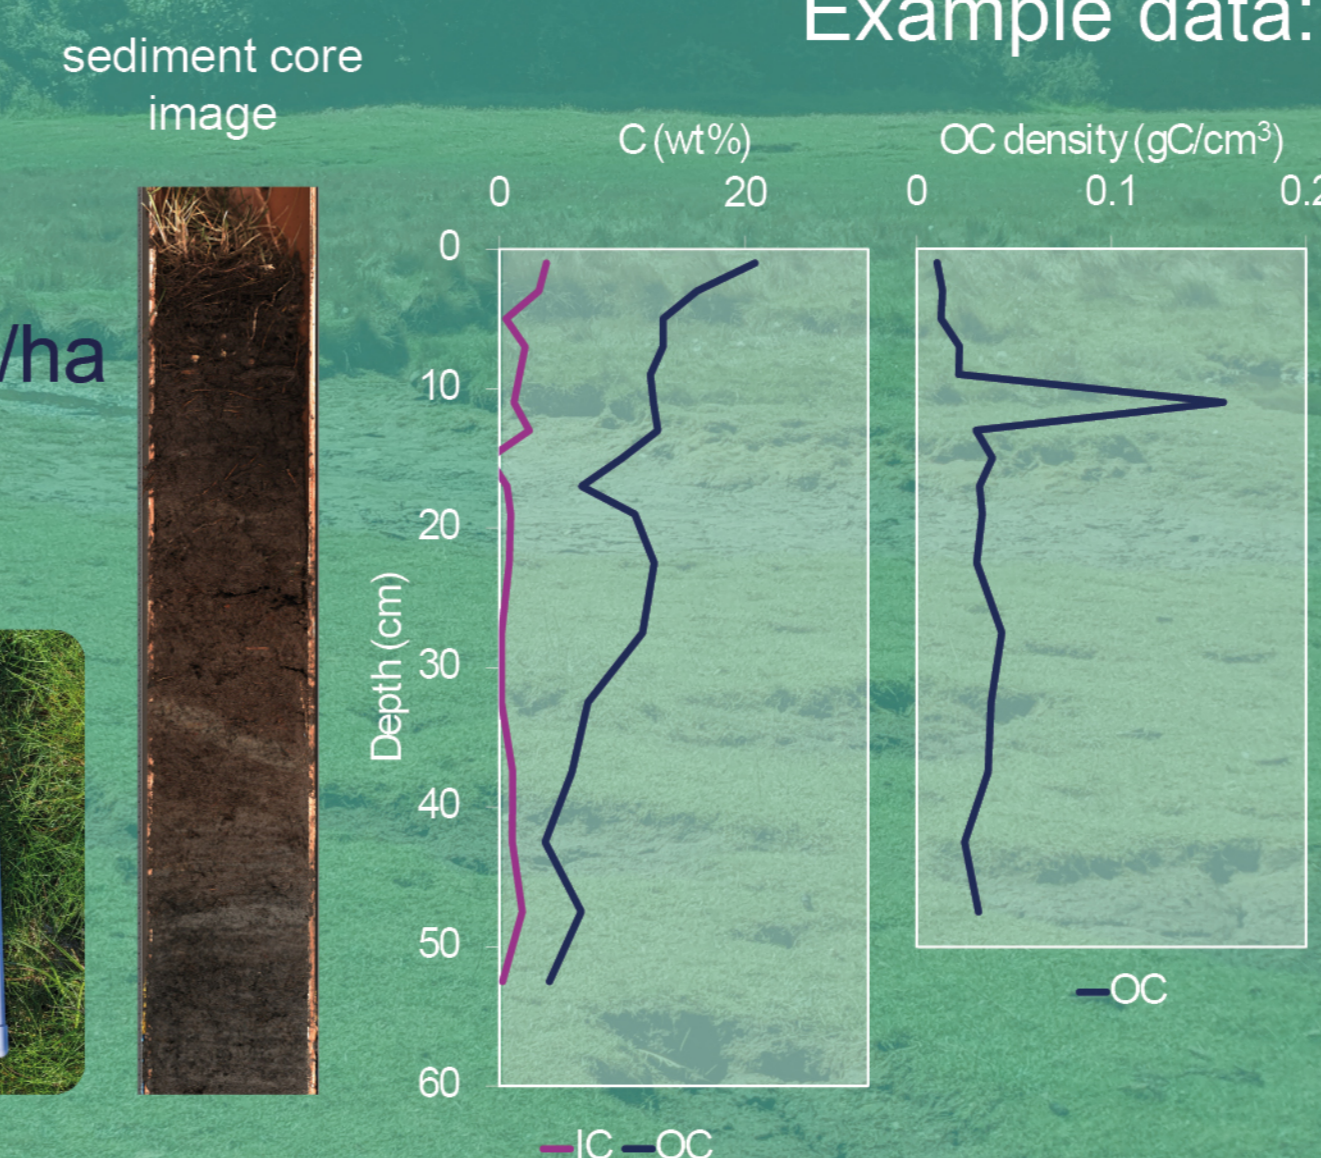 Example data:
sediment core
image
C (wt%)
OC density (gC/cm³)
0 20
0 0.1 0.2
0
/ha
10
20
Depth (cm)
30
40
50
60
OC
IC OC